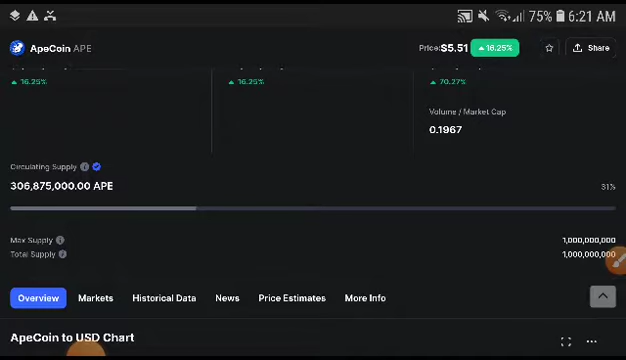 75% 6:21 AM
ApeCoin APE Price:$5.51 ▲ 16.25% Share
▲ 16.25% ▲ 16.25% ▲ 70.27%
Volume / Market Cap
0.1967
Circulating Supply
306,875,000.00 APE 31%
Max Supply 1,000,000,000
Total Supply 1,000,000,000
Overview Markets Historical Data News Price Estimates More Info
ApeCoin to USD Chart